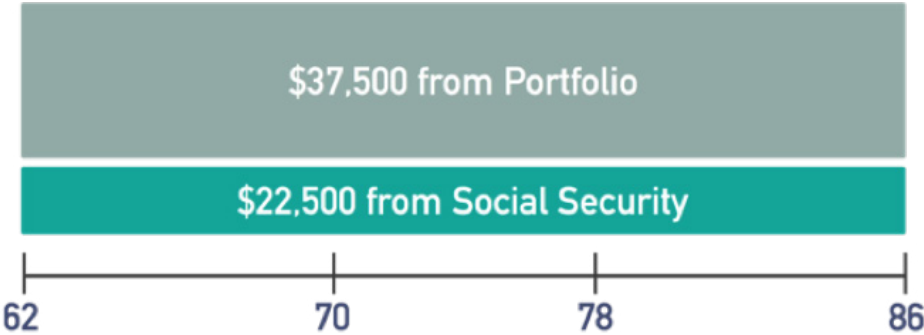 $37,500 from Portfolio
$22,500 from Social Security
62 70 78 86